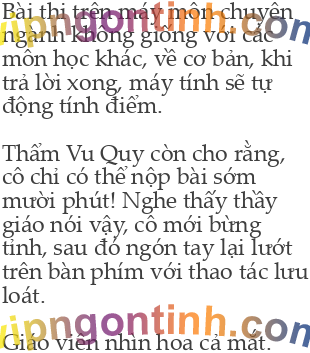 Bài thi trên máy môn chuyên
ngành không giống với các
môn học khác, về cơ bản, khi
trả lời xong, máy tính sẽ tự
động tính điểm.
Thẩm Vu Quy còn cho rằng,
cô chỉ có thể nộp bài sớm
mười phút! Nghe thấy thầy
giáo nói vậy, cô mới bừng
tỉnh, sau đó ngón tay lại lướt
trên bàn phím với thao tác lưu
loát.
vipngontinh.com
Giáo viên nhìn hoa cả mắt.